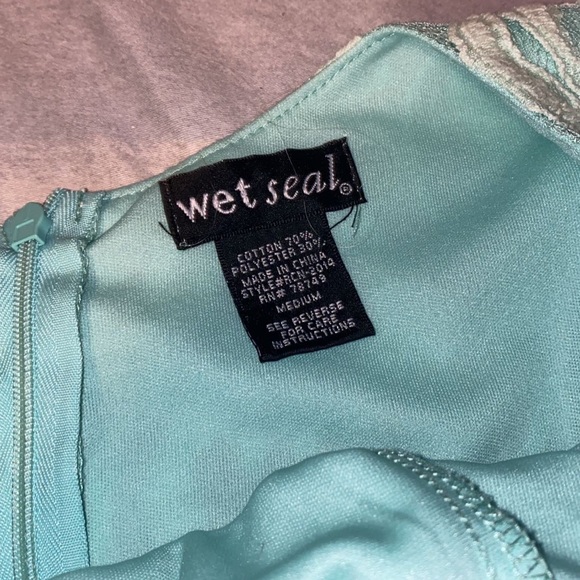 wet seal®
COTTON 70%
POLYESTER 30%
MADE IN CHINA
STYLE#RCN-2014
RN# 78749
MEDIUM
SEE REVERSE
FOR CARE
INSTRUCTIONS